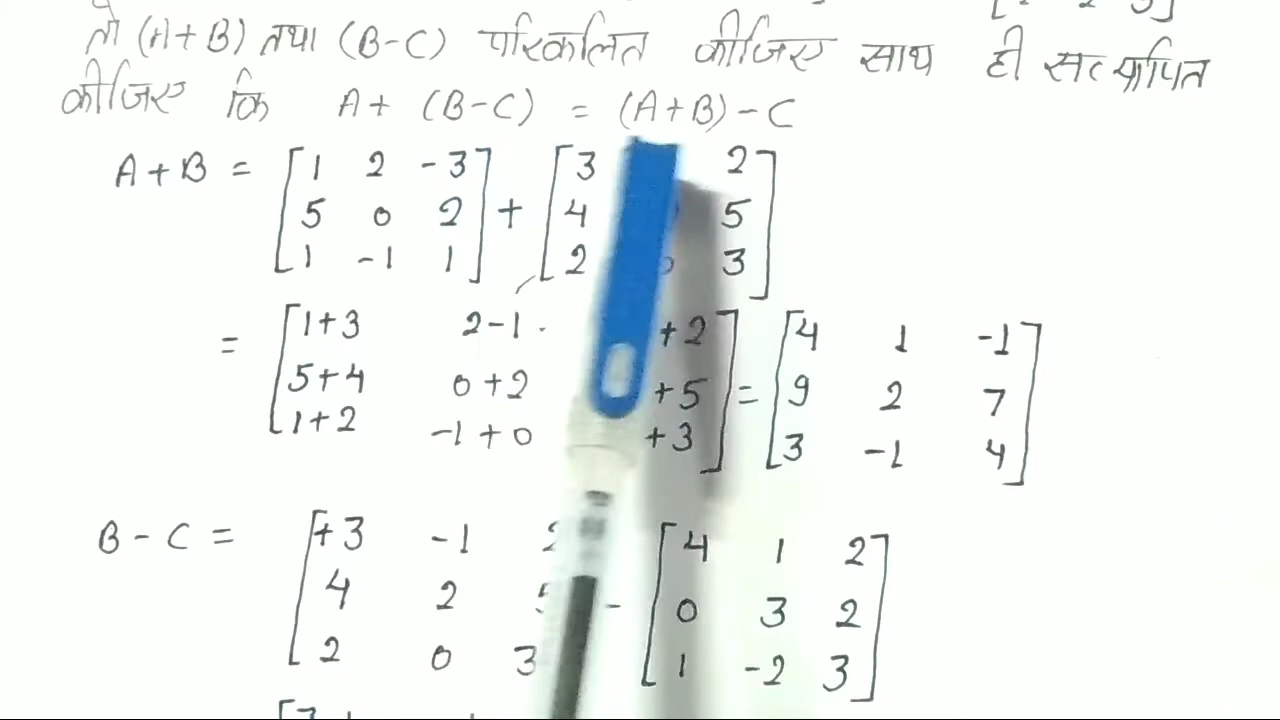 तो (A+B) तथा (B-C) परिकलित कीजिए साथ ही सत्यापित
कीजिए कि A+ (B-C) = (A+B)-C
A+B = [1 2 -3] + [3 2]
5 0 2 4 5
1 -1 1 2 3
= [1+3 2-1 +2] = [4 1 -1]
5+4 0+2 +5 9 2 7
1+2 -1+0 +3 3 -1 4
B-C = [+3 -1 2 - [4 1 2]
4 2 5 0 3 2
2 0 3 1 -2 3